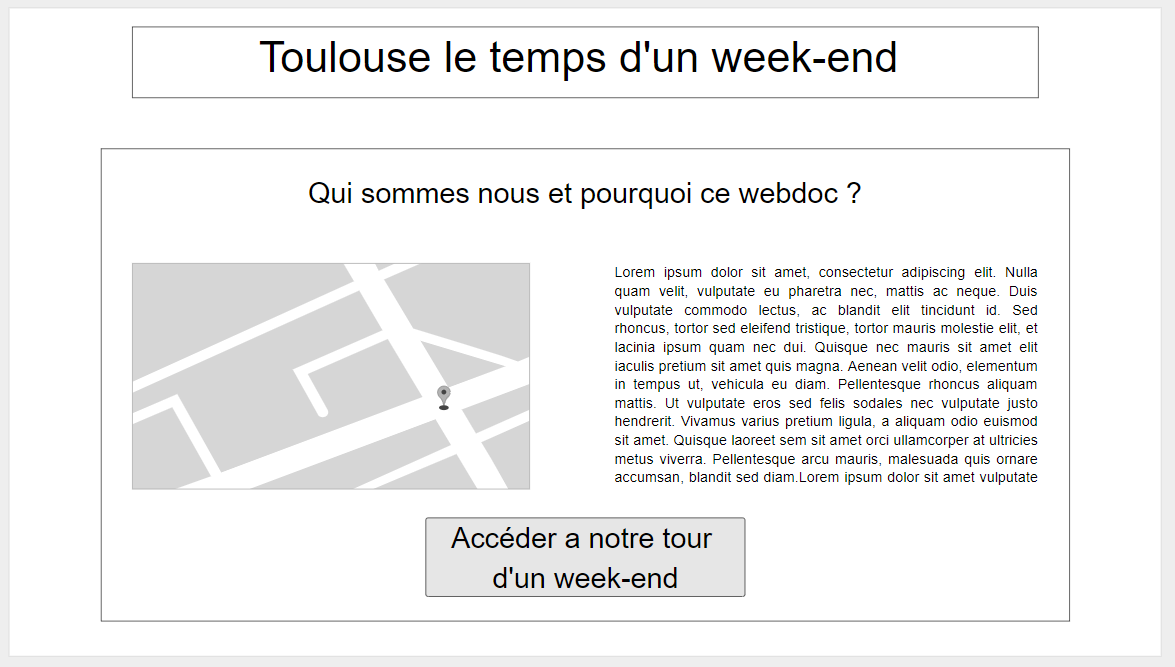 Toulouse le temps d'un week-end
Qui sommes nous et pourquoi ce webdoc ?
Lorem ipsum dolor sit amet, consectetur adipiscing elit. Nulla
quam velit, vulputate eu pharetra nec, mattis ac neque. Duis
vulputate commodo lectus, ac blandit elit tincidunt id. Sed
rhoncus, tortor sed eleifend tristique, tortor mauris molestie elit, et
lacinia ipsum quam nec dui. Quisque nec mauris sit amet elit
iaculis pretium sit amet quis magna. Aenean velit odio, elementum
in tempus ut, vehicula eu diam. Pellentesque rhoncus aliquam
mattis. Ut vulputate eros sed felis sodales nec vulputate justo
hendrerit. Vivamus varius pretium ligula, a aliquam odio euismod
sit amet. Quisque laoreet sem sit amet orci ullamcorper at ultricies
metus viverra. Pellentesque arcu mauris, malesuada quis ornare
accumsan, blandit sed diam.Lorem ipsum dolor sit amet vulputate
Accéder a notre tour
d'un week-end